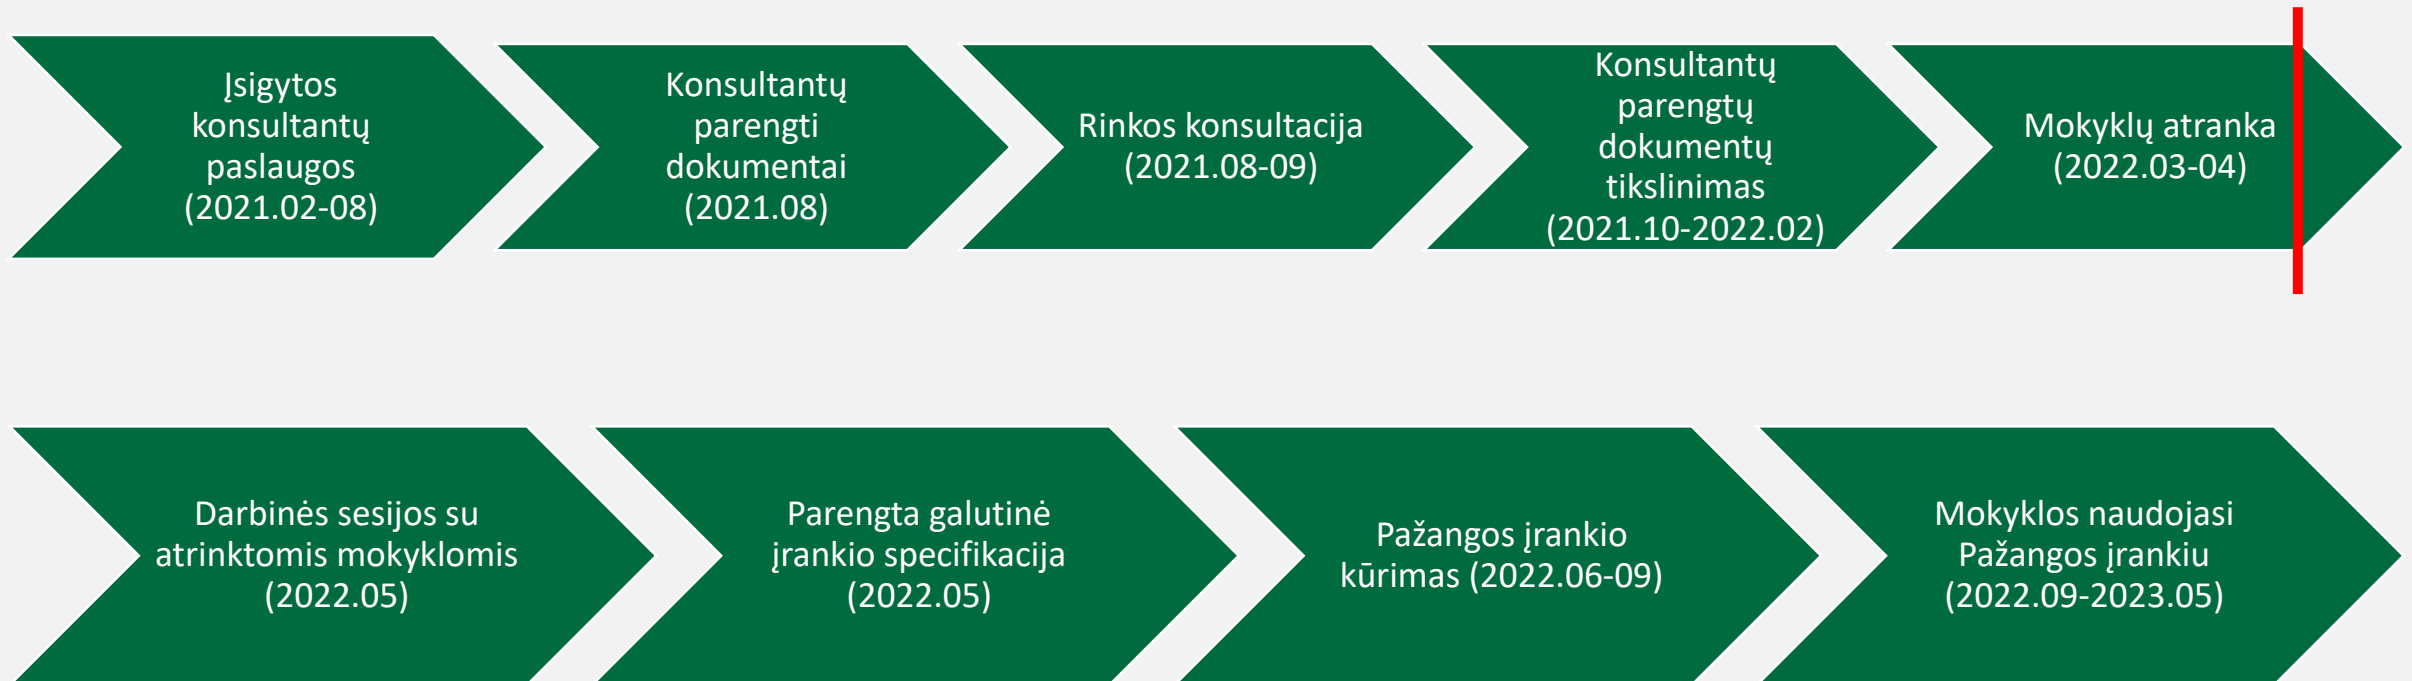 Įsigytos
konsultantų
paslaugos
(2021.02-08)
Konsultantų
parengti
dokumentai
(2021.08)
Rinkos konsultacija
(2021.08-09)
Konsultantų
parengtų
dokumentų
tikslinimas
(2021.10-2022.02)
Mokyklų atranka
(2022.03-04)
Darbinės sesijos su
atrinktomis mokyklomis
(2022.05)
Parengta galutinė
įrankio specifikacija
(2022.05)
Pažangos įrankio
kūrimas (2022.06-09)
Mokyklos naudojasi
Pažangos įrankiu
(2022.09-2023.05)